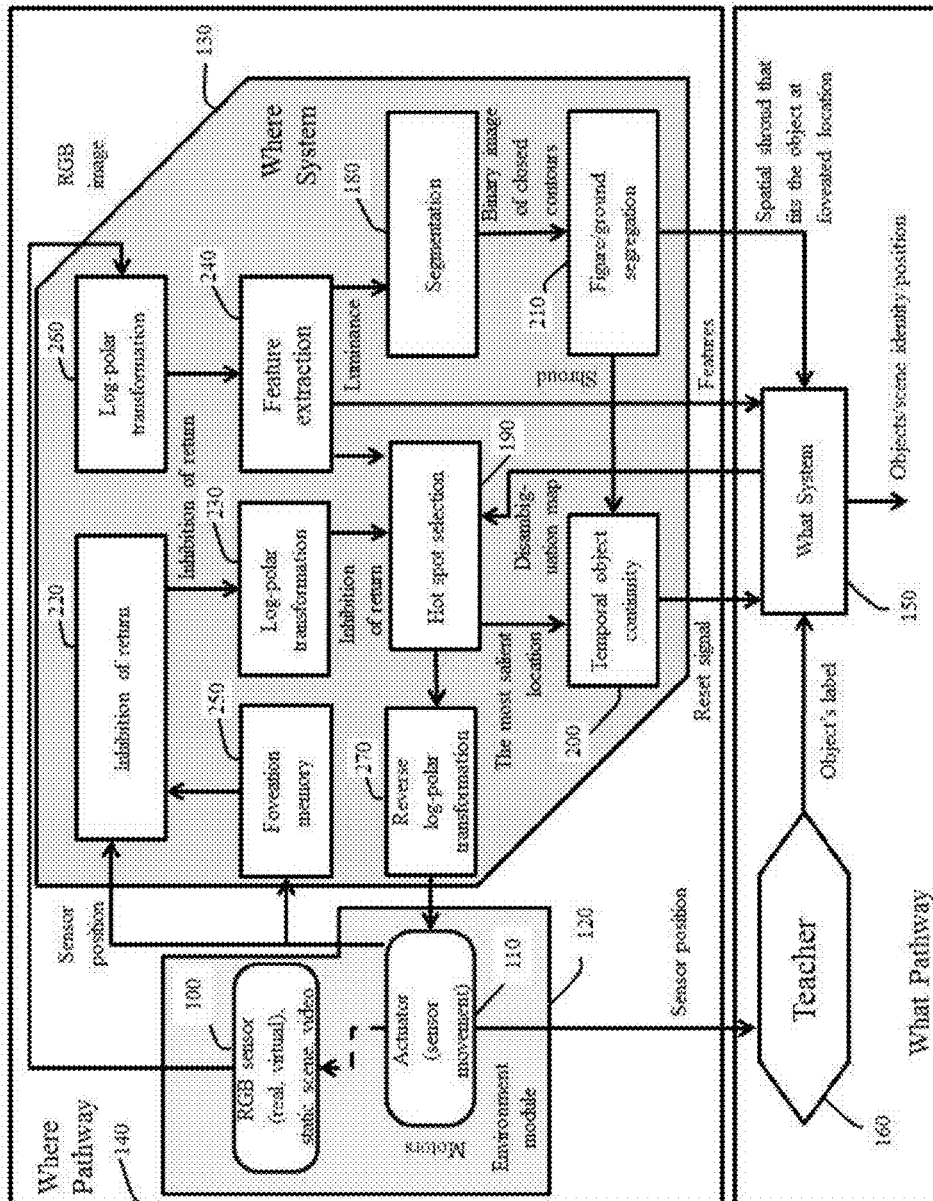 Where
Pathway
140
RGB sensor
(real, virtual),
static scene, video
100
Motors
Actuator
(sensor
movement)
110
Environment
module
120
Sensor
position
Sensor position
RGB
image
130
Where
System
Inhibition of return
220
Log-polar
transformation
260
Inhibition of return
Foveation
memory
250
Log-polar
transformation
230
Feature
extraction
240
Inhibition
of return
Luminance
Reverse
log-polar
transformation
270
Hot spot selection
190
Segmentation
180
The most salient
location
Disambig-
uation map
Binary image
of closed
contours
Shroud
Temporal object
continuity
200
Figure/ground
segregation
210
Reset signal
Features
Spatial shroud that
fits the object at
foveated location
Teacher
160
Object's label
What System
150
Objects/scene identity/position
What Pathway